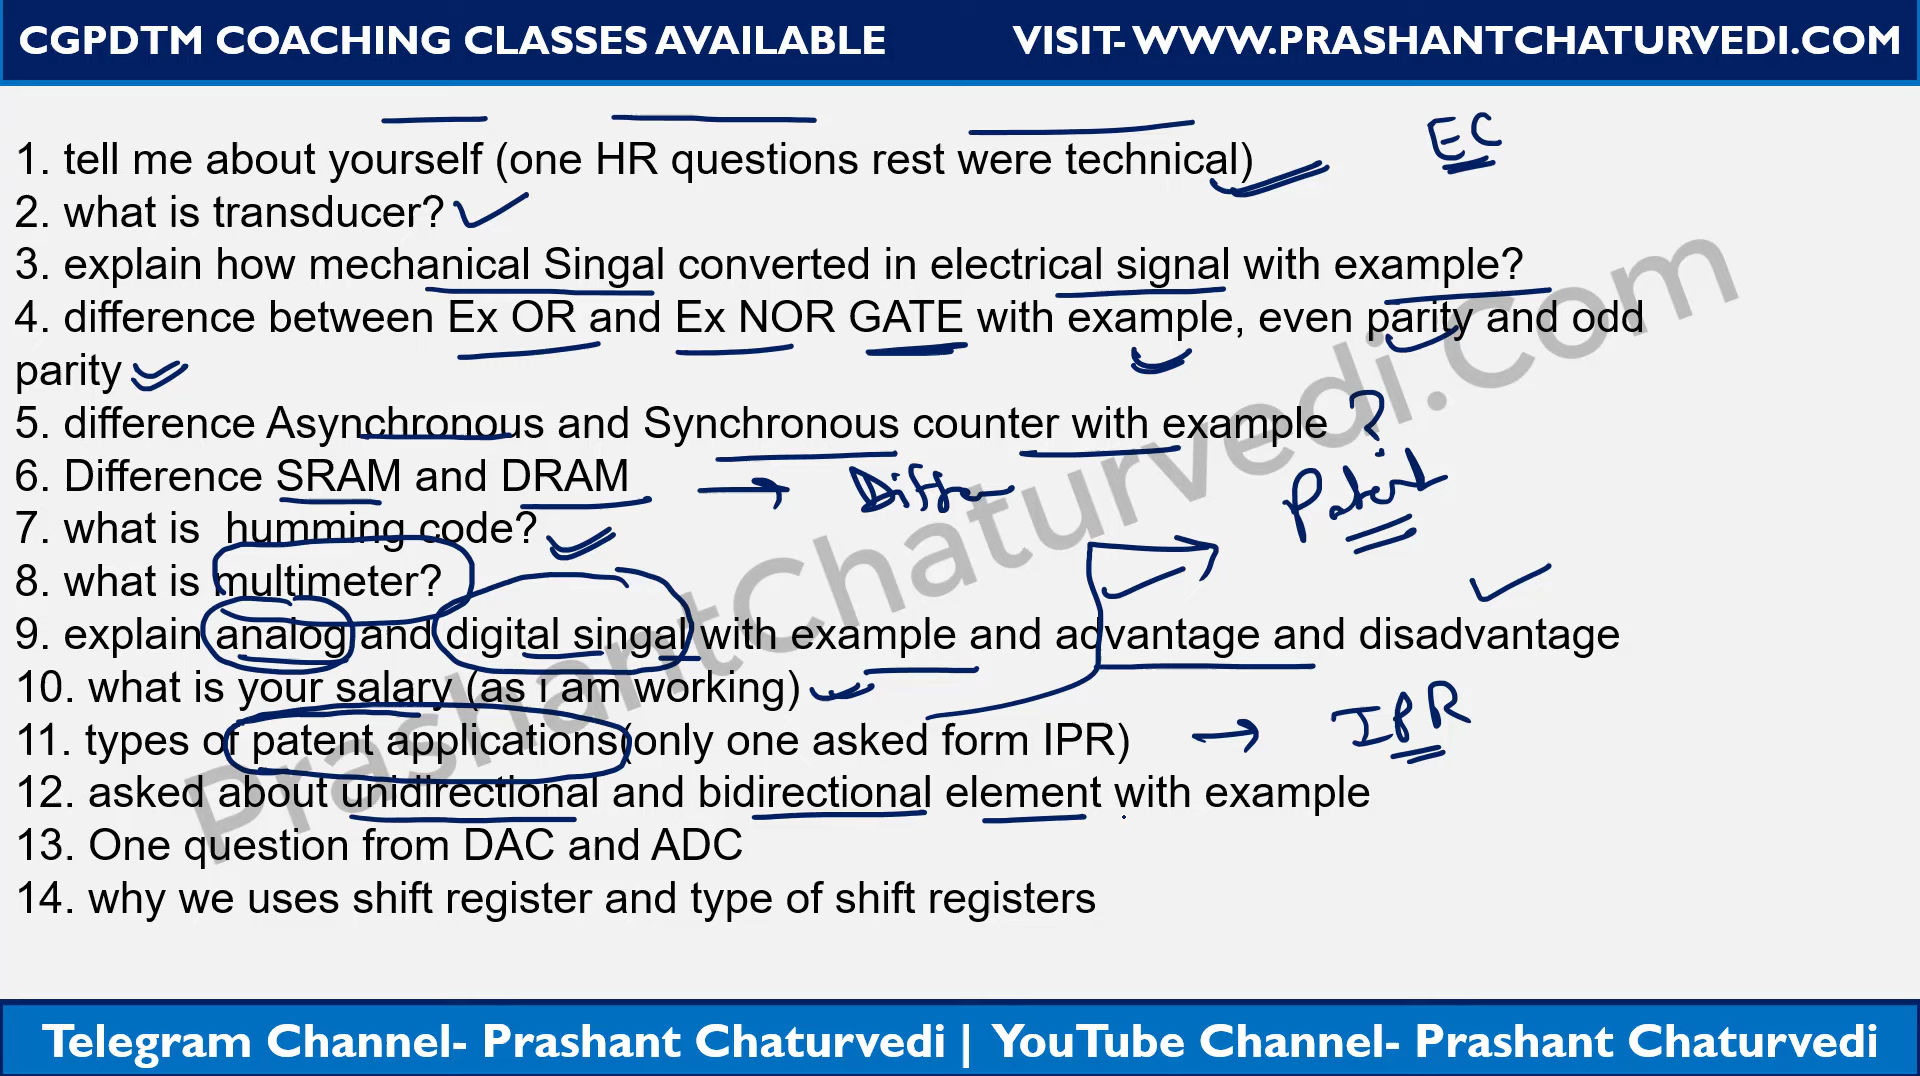 CGPDTM COACHING CLASSES AVAILABLE VISIT- WWW.PRASHANTCHATURVEDI.COM
EC
1. tell me about yourself (one HR questions rest were technical)
2. what is transducer?
3. explain how mechanical Singal converted in electrical signal with example?
4. difference between Ex OR and Ex NOR GATE with example, even parity and odd
parity
5. difference Asynchronous and Synchronous counter with example ?
6. Difference SRAM and DRAM
Patent
7. what is humming code?
8. what is multimeter?
9. explain analog and digital singal with example and advantage and disadvantage
10. what is your salary (as i am working)
11. types of patent applications(only one asked form IPR) IPR
12. asked about unidirectional and bidirectional element with example
13. One question from DAC and ADC
14. why we uses shift register and type of shift registers
PrashantChaturvedi.Com
Telegram Channel- Prashant Chaturvedi | YouTube Channel- Prashant Chaturvedi